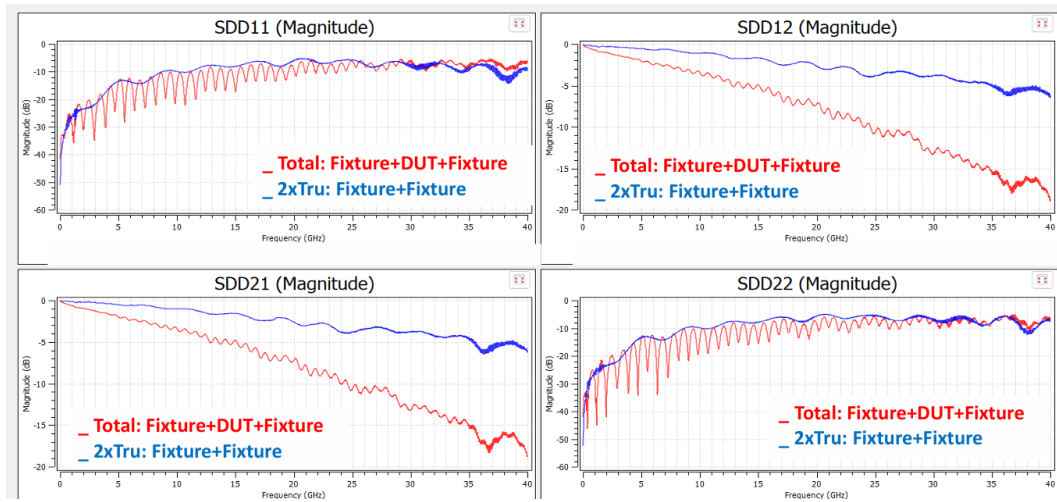 SDD11 (Magnitude)
0
-10
-20
-30
-40
-50
-60
Magnitude (dB)
_ Total: Fixture+DUT+Fixture
_ 2xTru: Fixture+Fixture
0 5 10 15 20 25 30 35 40
Frequency (GHz)
SDD12 (Magnitude)
0
-5
-10
-15
-20
Magnitude (dB)
_ Total: Fixture+DUT+Fixture
_ 2xTru: Fixture+Fixture
0 5 10 15 20 25 30 35 40
Frequency (GHz)
SDD21 (Magnitude)
0
-5
-10
-15
-20
Magnitude (dB)
_ Total: Fixture+DUT+Fixture
_ 2xTru: Fixture+Fixture
0 5 10 15 20 25 30 35 40
Frequency (GHz)
SDD22 (Magnitude)
0
-10
-20
-30
-40
-50
-60
Magnitude (dB)
_ Total: Fixture+DUT+Fixture
_ 2xTru: Fixture+Fixture
0 5 10 15 20 25 30 35 40
Frequency (GHz)